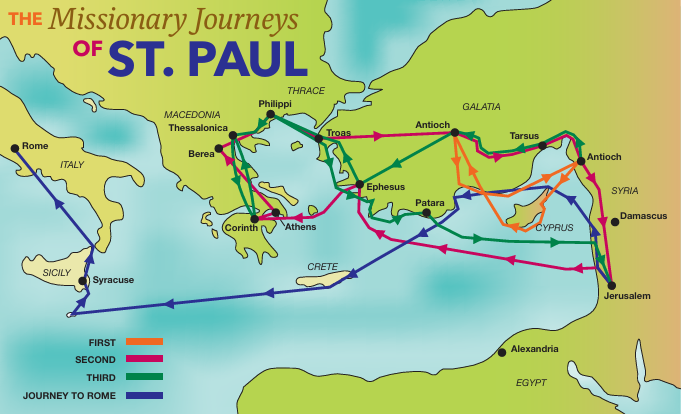 THE Missionary Journeys
OF ST. PAUL
THRACE
Philippi
MACEDONIA
Thessalonica
Berea
Troas
Antioch
GALATIA
Tarsus
Antioch
Rome
ITALY
Ephesus
Patara
SYRIA
Damascus
Corinth
Athens
CYPRUS
CRETE
SICILY
Syracuse
Jerusalem
FIRST
SECOND
THIRD
JOURNEY TO ROME
Alexandria
EGYPT